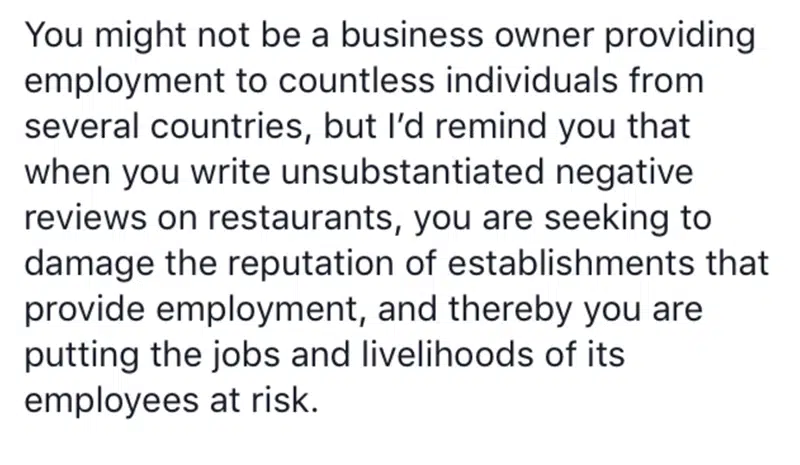 You might not be a business owner providing
employment to countless individuals from
several countries, but I’d remind you that
when you write unsubstantiated negative
reviews on restaurants, you are seeking to
damage the reputation of establishments that
provide employment, and thereby you are
putting the jobs and livelihoods of its
employees at risk.